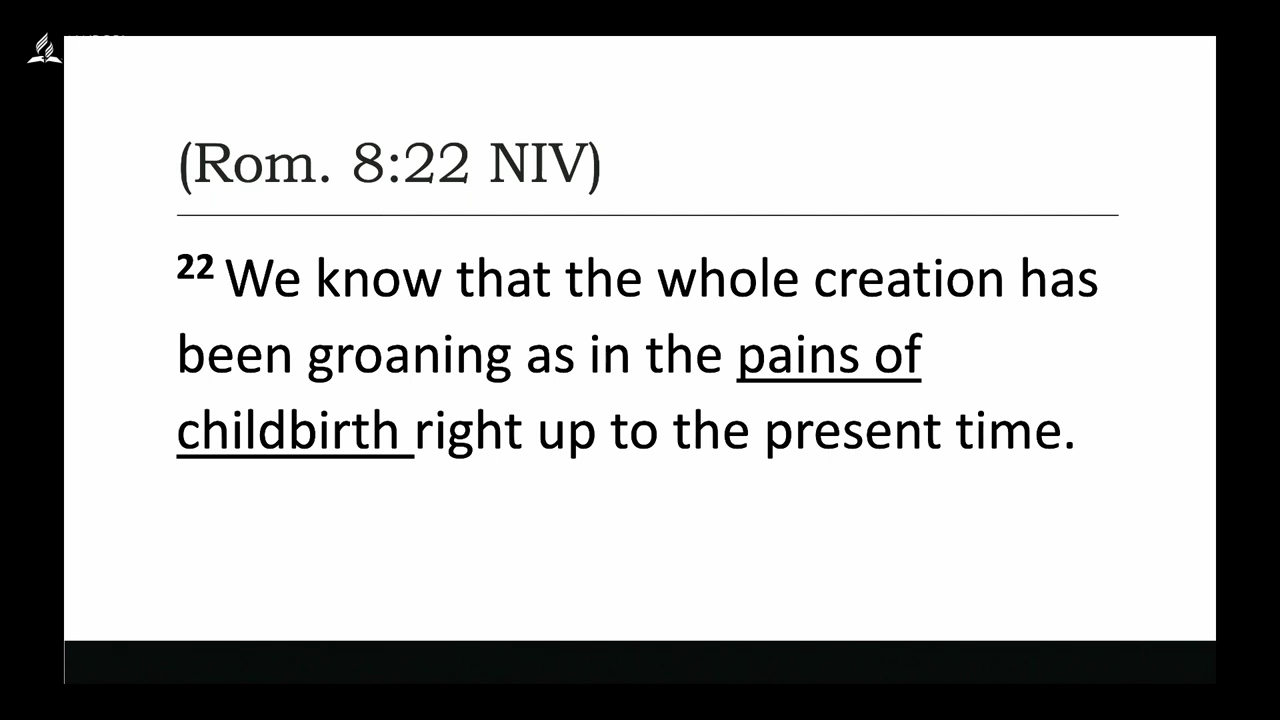 (Rom. 8:22 NIV)
22 We know that the whole creation has
been groaning as in the pains of
childbirth right up to the present time.